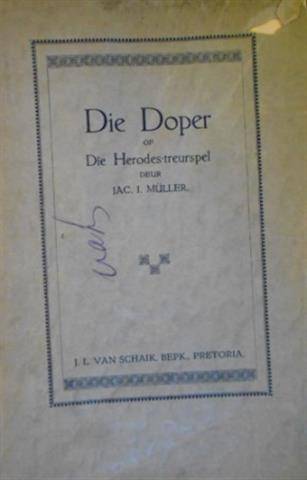 Die Doper
OF
Die Herodes-treurspel
DEUR
JAC. J. MÜLLER.
J. L. VAN SCHAIK, BEPK., PRETORIA.